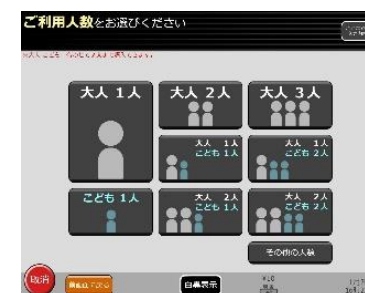 ご利用人数をお選びください
大人 1人
大人 2人
大人 3人
大人 1人
こども 1人
大人 1人
こども 2人
こども 1人
大人 2人
こども 1人
大人 2人
こども 2人
その他の人数
取消
白黒表示